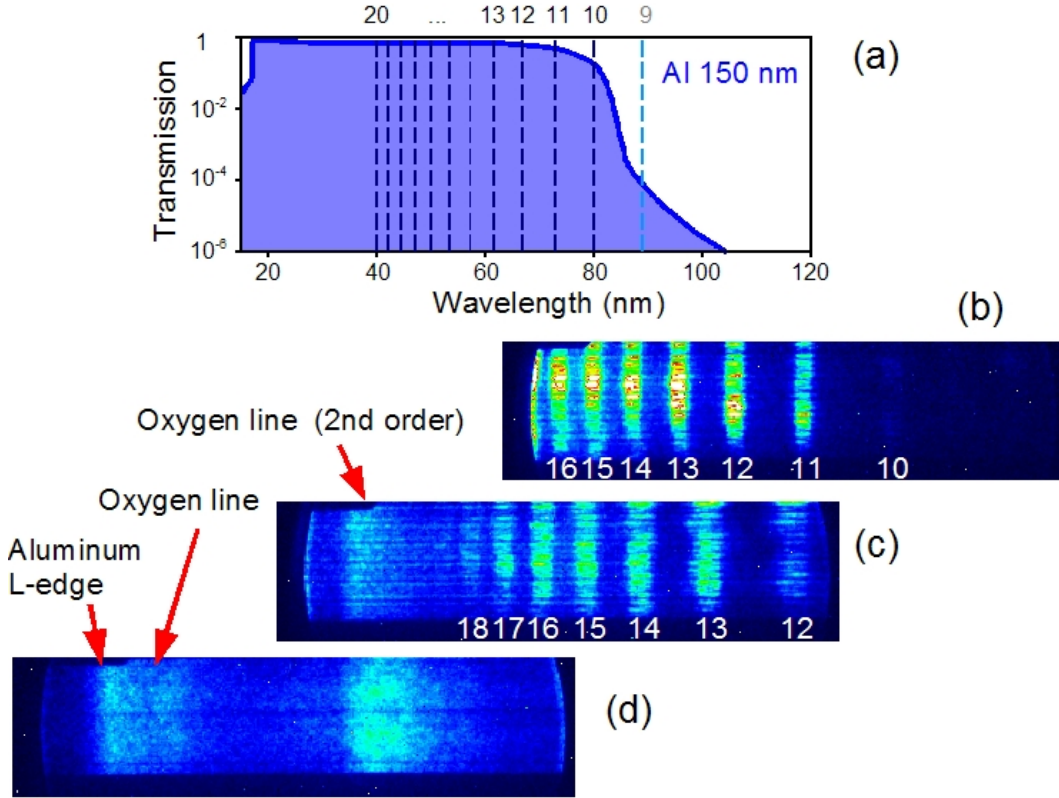 20 ... 13 12 11 10 9
(a)
1
10-2
10-4
10-6
Transmission
Al 150 nm
20 40 60 80 100 120
Wavelength (nm)
(b)
16 15 14 13 12 11 10
Oxygen line (2nd order)
Oxygen line
Aluminum
L-edge
(c)
18 17 16 15 14 13 12
(d)